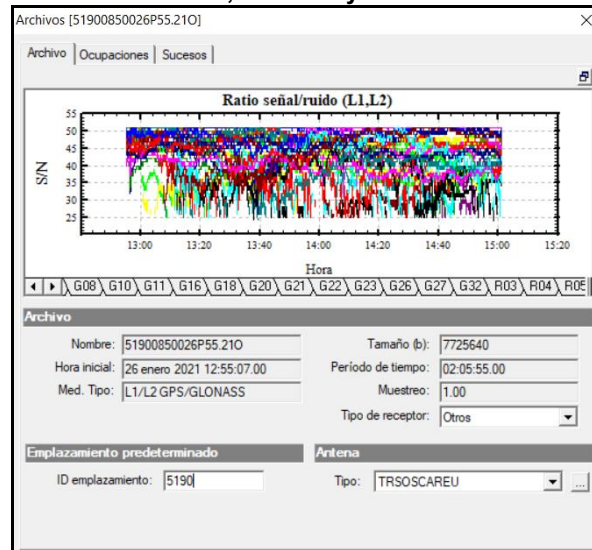 Archivos [51900850026P55.21O]
Archivo Ocupaciones Sucesos
Ratio señal/ruido (L1,L2)
55
50
45
40
35
30
25
S/N
13:00 13:20 13:40 14:00 14:20 14:40 15:00 15:20
Hora
G08 G10 G11 G16 G18 G20 G21 G22 G23 G26 G27 G32 R03 R04 R05
Archivo
Nombre: 51900850026P55.21O Tamaño (b): 7725640
Hora inicial: 26 enero 2021 12:55:07.00 Período de tiempo: 02:05:55.00
Med. Tipo: L1/L2 GPS/GLONASS Muestreo: 1.00
Tipo de receptor: Otros
Emplazamiento predeterminado Antena
ID emplazamiento: 5190 Tipo: TRSOSCAREU ...